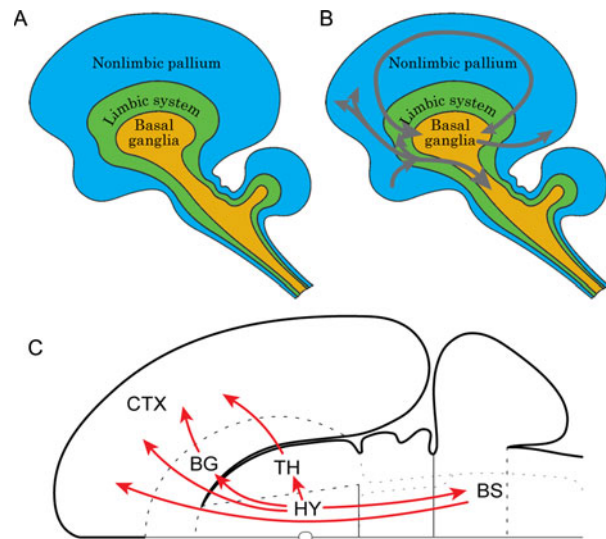 A
Nonlimbic pallium
Limbic system
Basal
ganglia
B
Nonlimbic pallium
Limbic system
Basal
ganglia
C
CTX
BG
TH
HY
BS